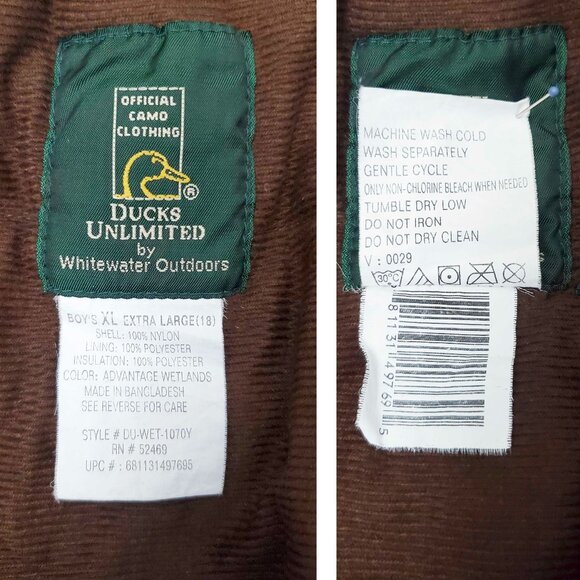 OFFICIAL
CAMO
CLOTHING
®
DUCKS
UNLIMITED
by
Whitewater Outdoors
BOY'S XL EXTRA LARGE(18)
SHELL: 100% NYLON
LINING: 100% POLYESTER
INSULATION: 100% POLYESTER
COLOR: ADVANTAGE WETLANDS
MADE IN BANGLADESH
SEE REVERSE FOR CARE
STYLE # DU-WET-1070Y
RN # 52469
UPC # : 681131497695
MACHINE WASH COLD
WASH SEPARATELY
GENTLE CYCLE
ONLY NON-CHLORINE BLEACH WHEN NEEDED
TUMBLE DRY LOW
DO NOT IRON
DO NOT DRY CLEAN
V : 0029
30°C